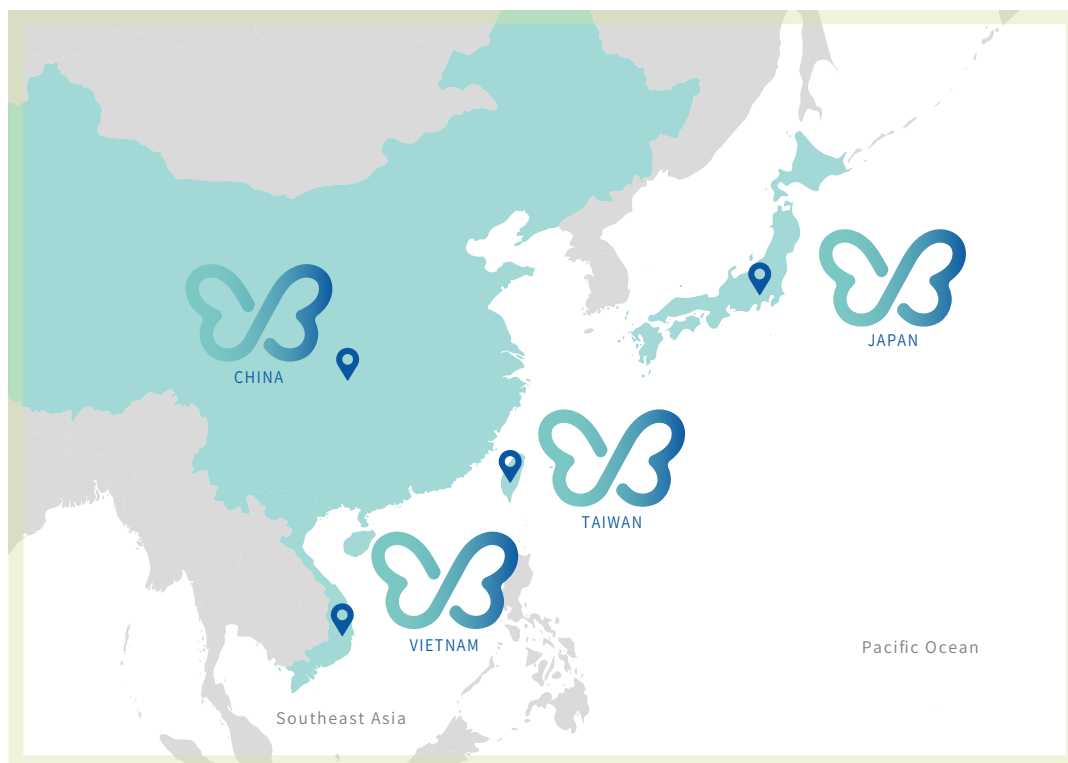 JAPAN
CHINA
TAIWAN
VIETNAM
Pacific Ocean
Southeast Asia